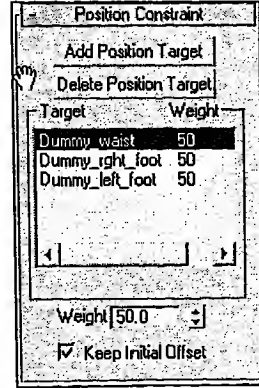 - Position Constraint
Add Position Target
Delete Position Target
Target Weight
Dummy_waist 50
Dummy_rght_foot 50
Dummy_left_foot 50
Weight 50.0
Keep Initial Offset